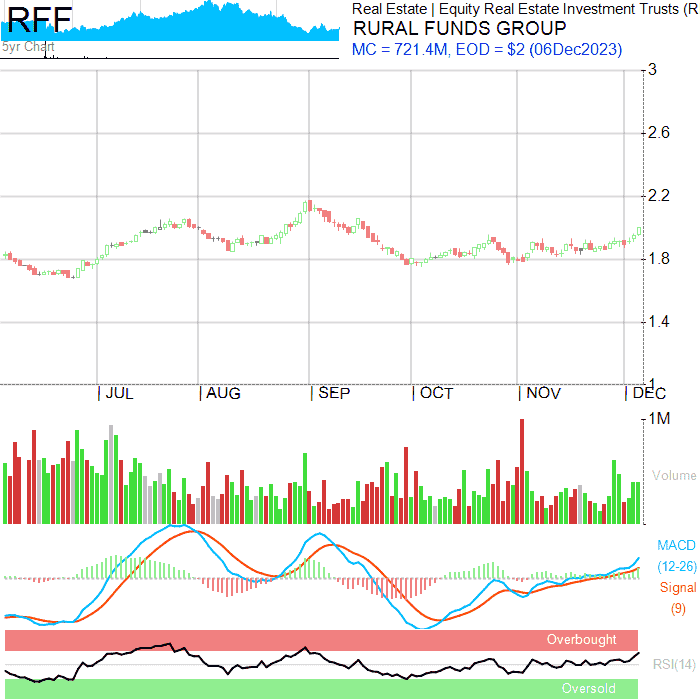 RFF
5yr Chart
Real Estate | Equity Real Estate Investment Trusts (R
RURAL FUNDS GROUP
MC = 721.4M, EOD = $2 (06Dec2023)
3
2.6
2.2
1.8
1.4
1
JUL
AUG
SEP
OCT
NOV
DEC
1M
Volume
MACD
(12-26)
Signal
(9)
Overbought
RSI(14)
Oversold